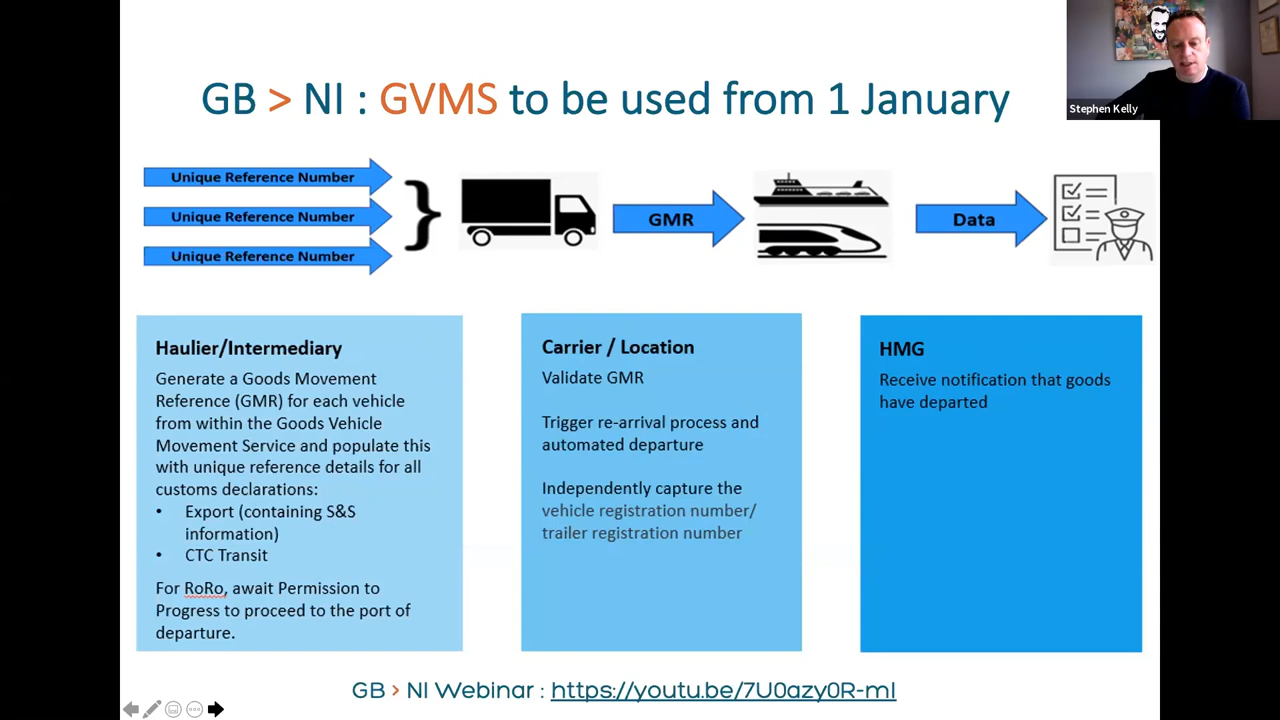 Stephen Kelly
GB > NI : GVMS to be used from 1 January
Unique Reference Number
Unique Reference Number
Unique Reference Number
GMR
Data
Haulier/Intermediary
Generate a Goods Movement
Reference (GMR) for each vehicle
from within the Goods Vehicle
Movement Service and populate this
with unique reference details for all
customs declarations:
• Export (containing S&S
information)
• CTC Transit
For RoRo, await Permission to
Progress to proceed to the port of
departure.
Carrier / Location
Validate GMR
Trigger re-arrival process and
automated departure
Independently capture the
vehicle registration number/
trailer registration number
HMG
Receive notification that goods
have departed
GB > NI Webinar : https://youtu.be/7U0azy0R-mI